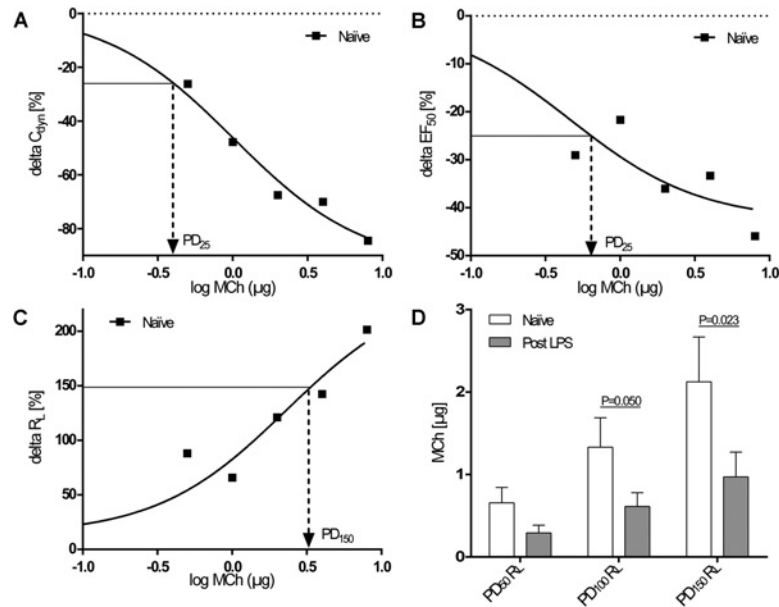 A
0
-20
-40
-60
-80
delta Cdyn [%]
Naïve
PD25
-1.0 -0.5 0.0 0.5 1.0
log MCh (µg)
B
0
-10
-20
-30
-40
-50
delta EF50 [%]
Naïve
PD25
-1.0 -0.5 0.0 0.5 1.0
log MCh (µg)
C
200
150
100
50
0
delta RL [%]
Naïve
PD150
-1.0 -0.5 0.0 0.5 1.0
log MCh (µg)
D
3
2
1
0
MCh [µg]
Naïve
Post LPS
P=0.050
P=0.023
PD50 RL
PD100 RL
PD150 RL